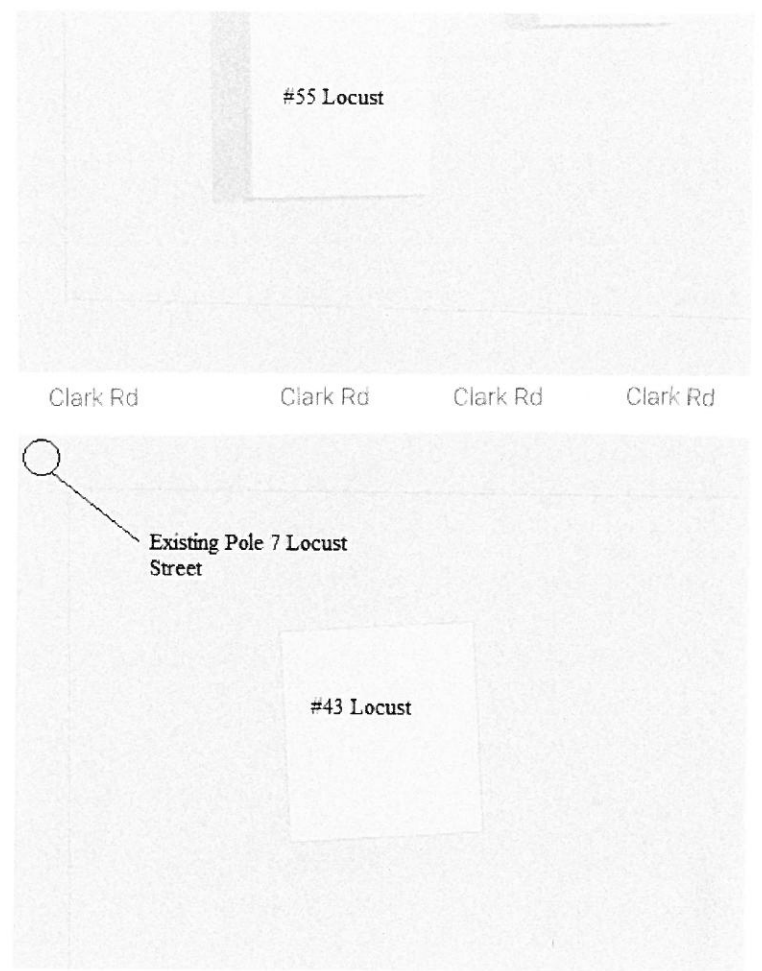 #55 Locust
Clark Rd Clark Rd Clark Rd Clark Rd
Existing Pole 7 Locust
Street
#43 Locust